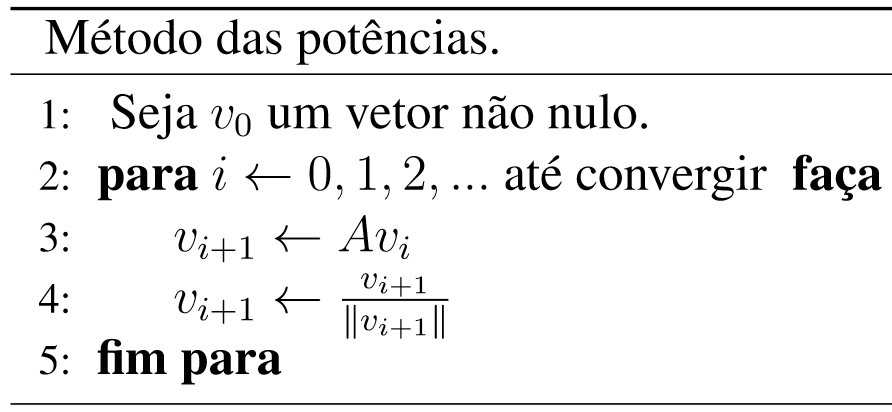 Método das potências.
1: Seja $v_0$ um vetor não nulo.
2: para $i \leftarrow 0, 1, 2, ...$ até convergir faça
3: $v_{i+1} \leftarrow Av_i$
4: $v_{i+1} \leftarrow \frac{v_{i+1}}{\|v_{i+1}\|}$
5: fim para